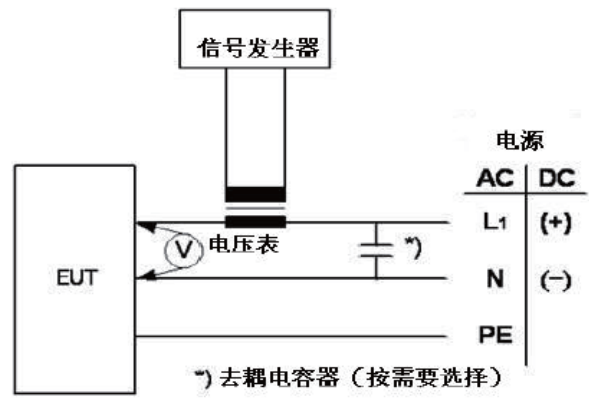 信号发生器
电源
AC DC
L1 (+)
V 电压表 *)
EUT
N (−)
PE
*) 去耦电容器（按需要选择）